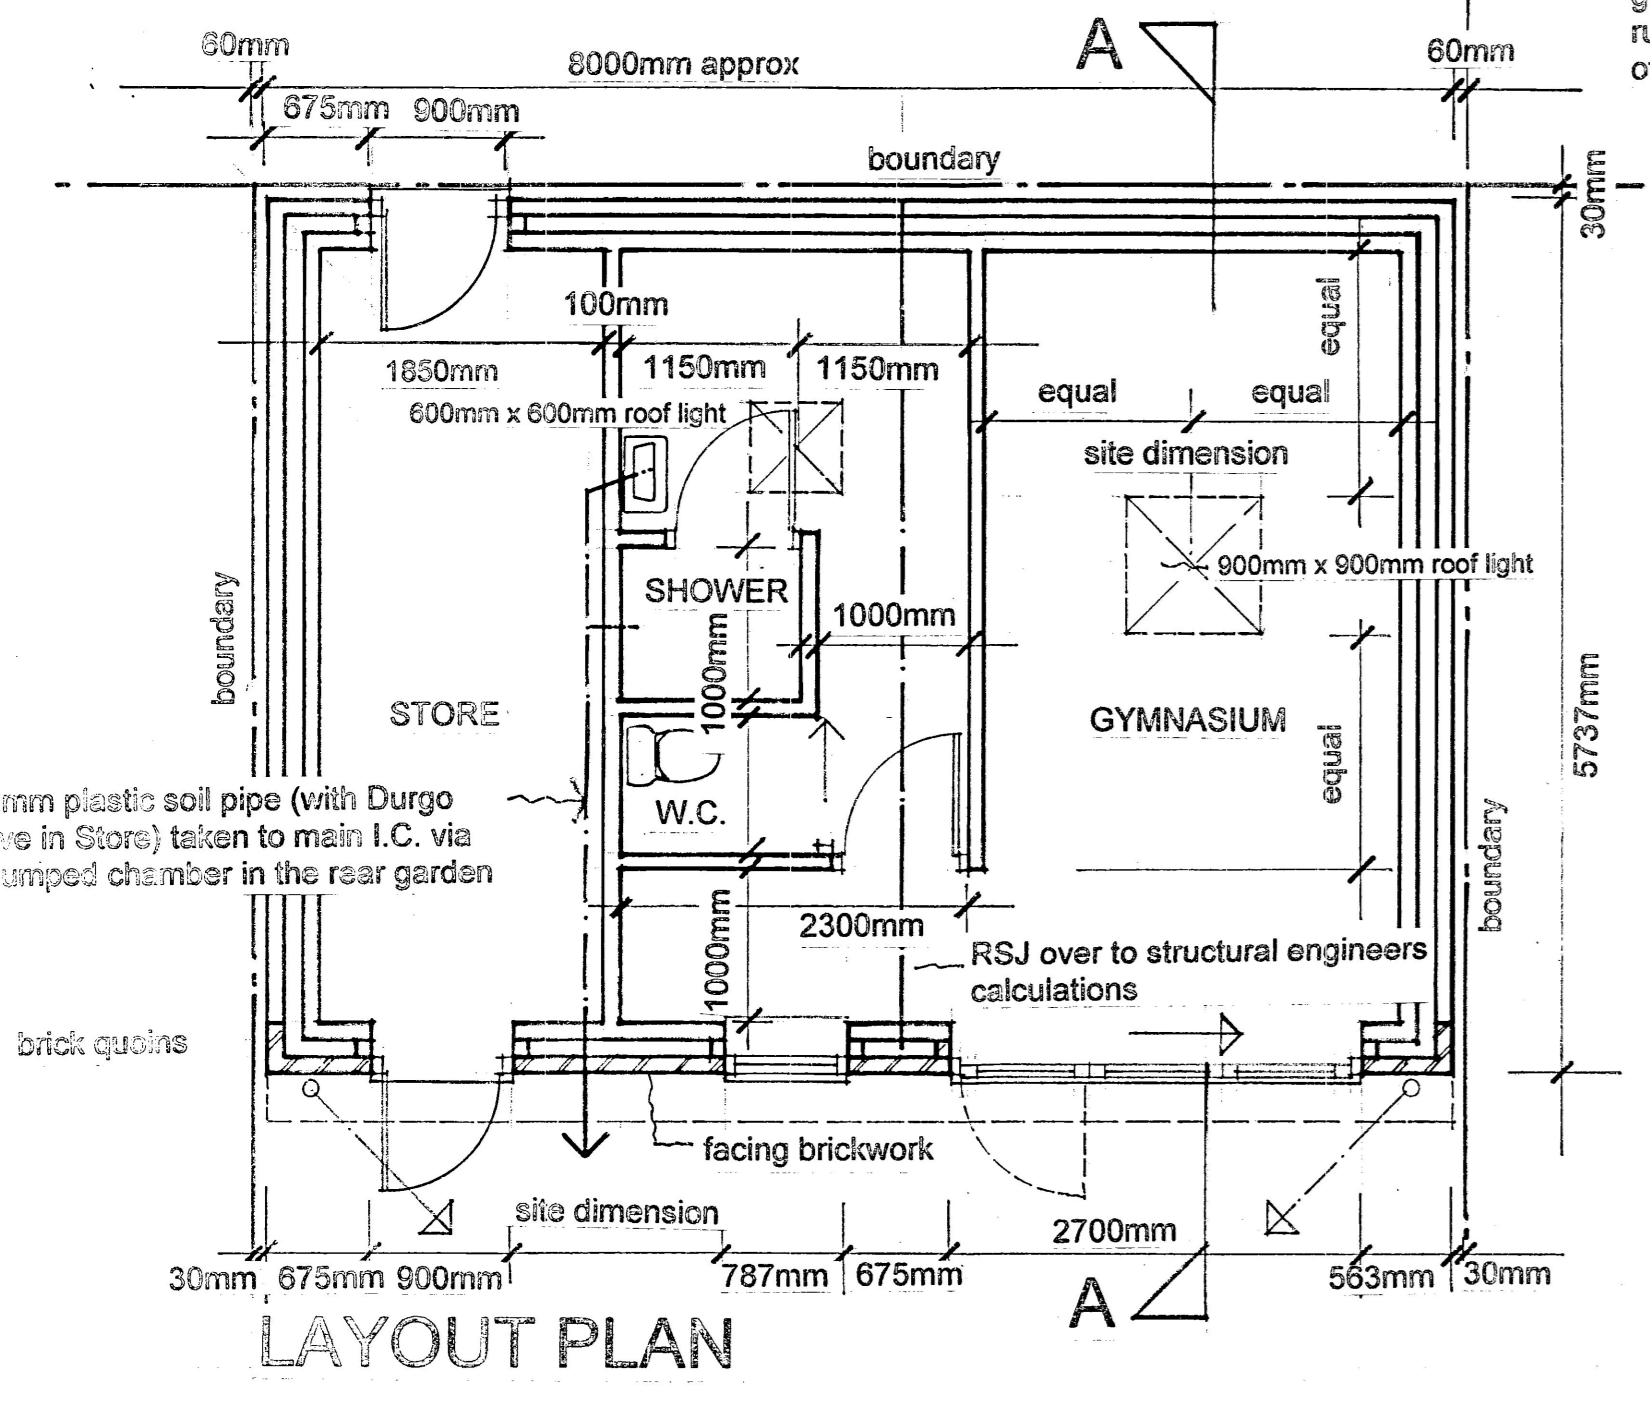 60mm
8000mm approx
A
60mm
675mm 900mm
boundary
30mm
100mm
equal
1850mm
1150mm
1150mm
equal
equal
600mm x 600mm roof light
site dimension
900mm x 900mm roof light
SHOWER
1000mm
boundary
1000mm
STORE
GYMNASIUM
5737mm
equal
mm plastic soil pipe (with Durgo
ve in Store) taken to main I.C. via
umped chamber in the rear garden
W.C.
boundary
2300mm
1000mm
RSJ over to structural engineers
calculations
brick quoins
facing brickwork
site dimension
2700mm
30mm 675mm 900mm
787mm 675mm
563mm 30mm
A
LAYOUT PLAN